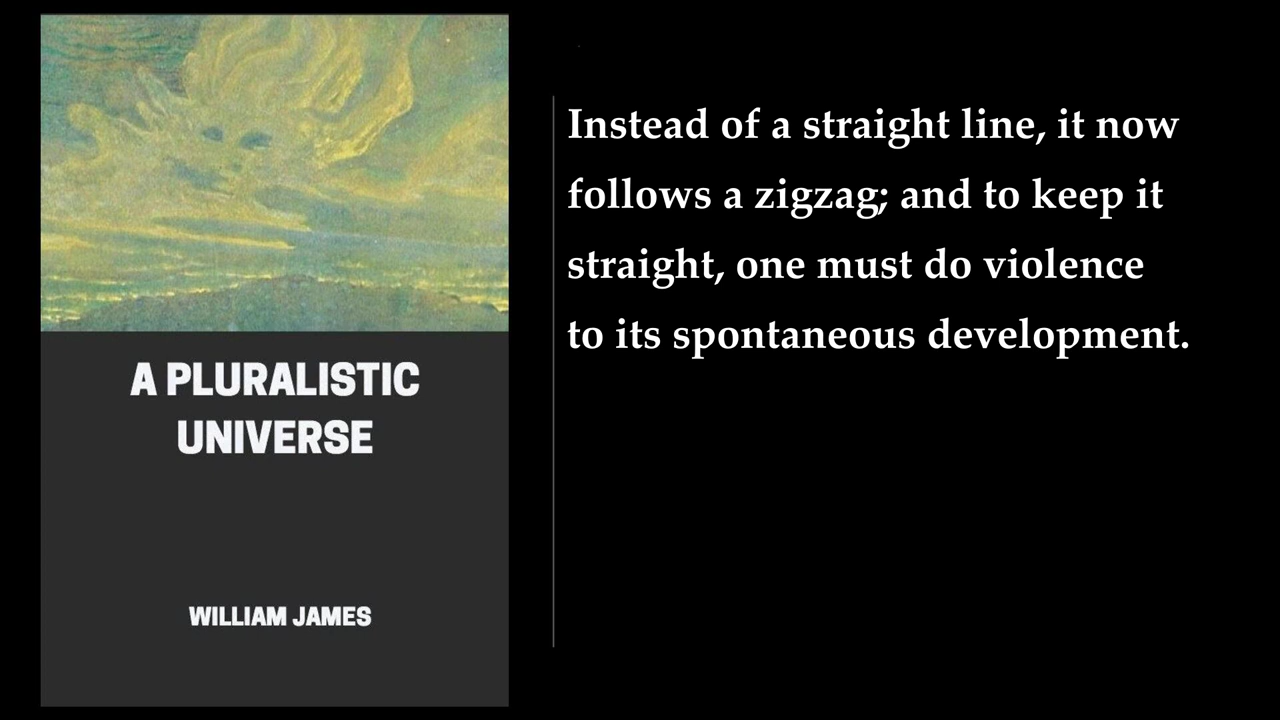 A PLURALISTIC
UNIVERSE
WILLIAM JAMES
Instead of a straight line, it now
follows a zigzag; and to keep it
straight, one must do violence
to its spontaneous development.